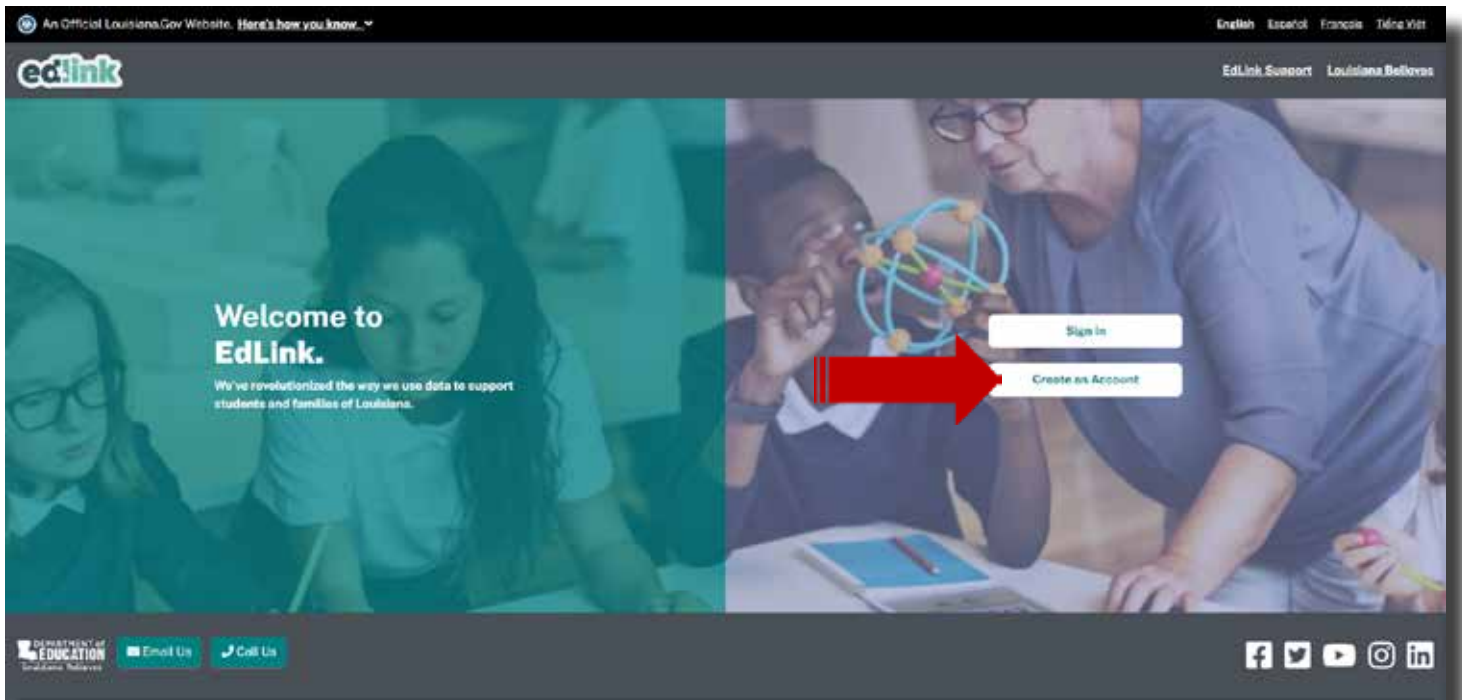 An Official Louisiana.Gov Website. Here's how you know.
English Español Français Tiếng Việt
edlink
EdLink Support Louisiana Believes
Welcome to
EdLink.
We've revolutionized the way we use data to support
students and families of Louisiana.
Sign in
Create an Account
DEPARTMENT of
EDUCATION
Louisiana Believes
Email Us
Call Us